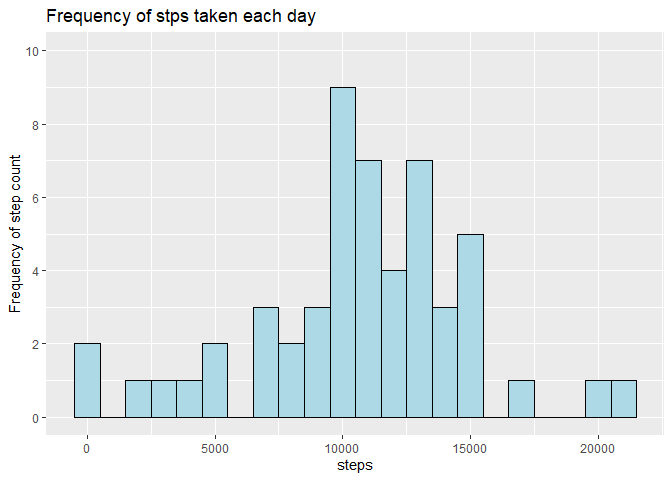 Frequency of stps taken each day
10
8
6
4
2
0
Frequency of step count
0 5000 10000 15000 20000
steps